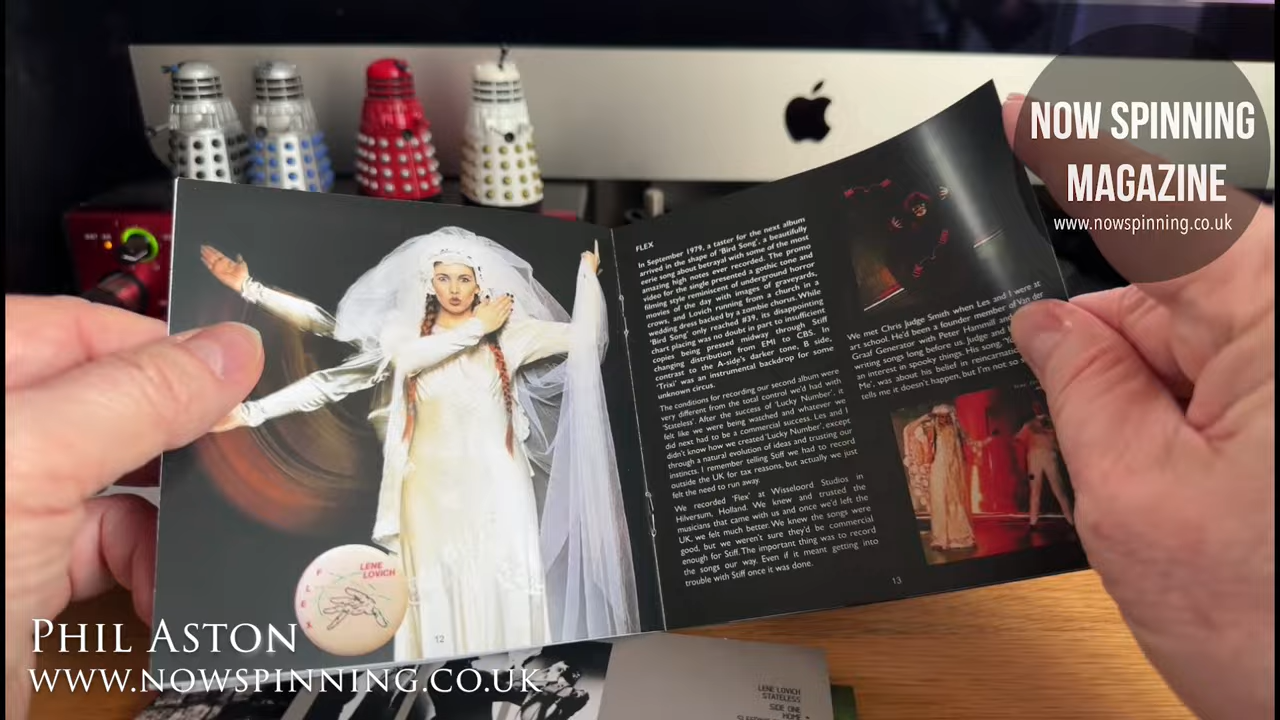 NOW SPINNING
MAGAZINE
www.nowspinning.co.uk
FLEX
In September 1979, a taster for the next album
arrived in the shape of 'Bird Song', a beautifully
eerie song about betrayal with some of the most
amazing high notes ever recorded. The promo
video for the single presented a gothic tone and
filming style reminiscent of underground horror
movies of the day with images of graveyards,
crows, and Lovich running from a church in a
wedding dress backed by a zombie chorus. While
'Bird Song' only reached #39, its disappointing
chart placing was no doubt in part to insufficient
copies being pressed midway through Stiff
changing distribution from EMI to CBS. In
contrast to the A-side's darker tone, B side,
'Trixi' was an instrumental backdrop for some
unknown circus.
The conditions for recording our second album were
very different from the total control we'd had with
'Stateless'. After the success of 'Lucky Number', it
felt like we were being watched and whatever we
did next had to be a commercial success. Les and I
didn't know how we created 'Lucky Number', except
through a natural evolution of ideas and trusting our
instincts. I remember telling Stiff we had to record
outside the UK for tax reasons, but actually we just
felt the need to run away.
We recorded 'Flex' at Wisseloord Studios in
Hilversum, Holland. We knew and trusted the
musicians that came with us and once we'd left the
UK, we felt much better. We knew the songs were
good, but we weren't sure they'd be commercial
enough for Stiff. The important thing was to record
the songs our way. Even if it meant getting into
trouble with Stiff once it was done.
We met Chris Judge Smith when Les and I were at
art school. He'd been a founder member of Van der
Graaf Generator with Peter Hammill and
writing songs long before us. Judge and
an interest in spooky things. His song,
Me', was about his belief in reincarnation
tells me it doesn't happen, but I'm not so
13
FLEX
LENE
LOVICH
12
PHIL ASTON
WWW.NOWSPINNING.CO.UK
LENE LOVICH
STATELESS
SIDE ONE
HOME